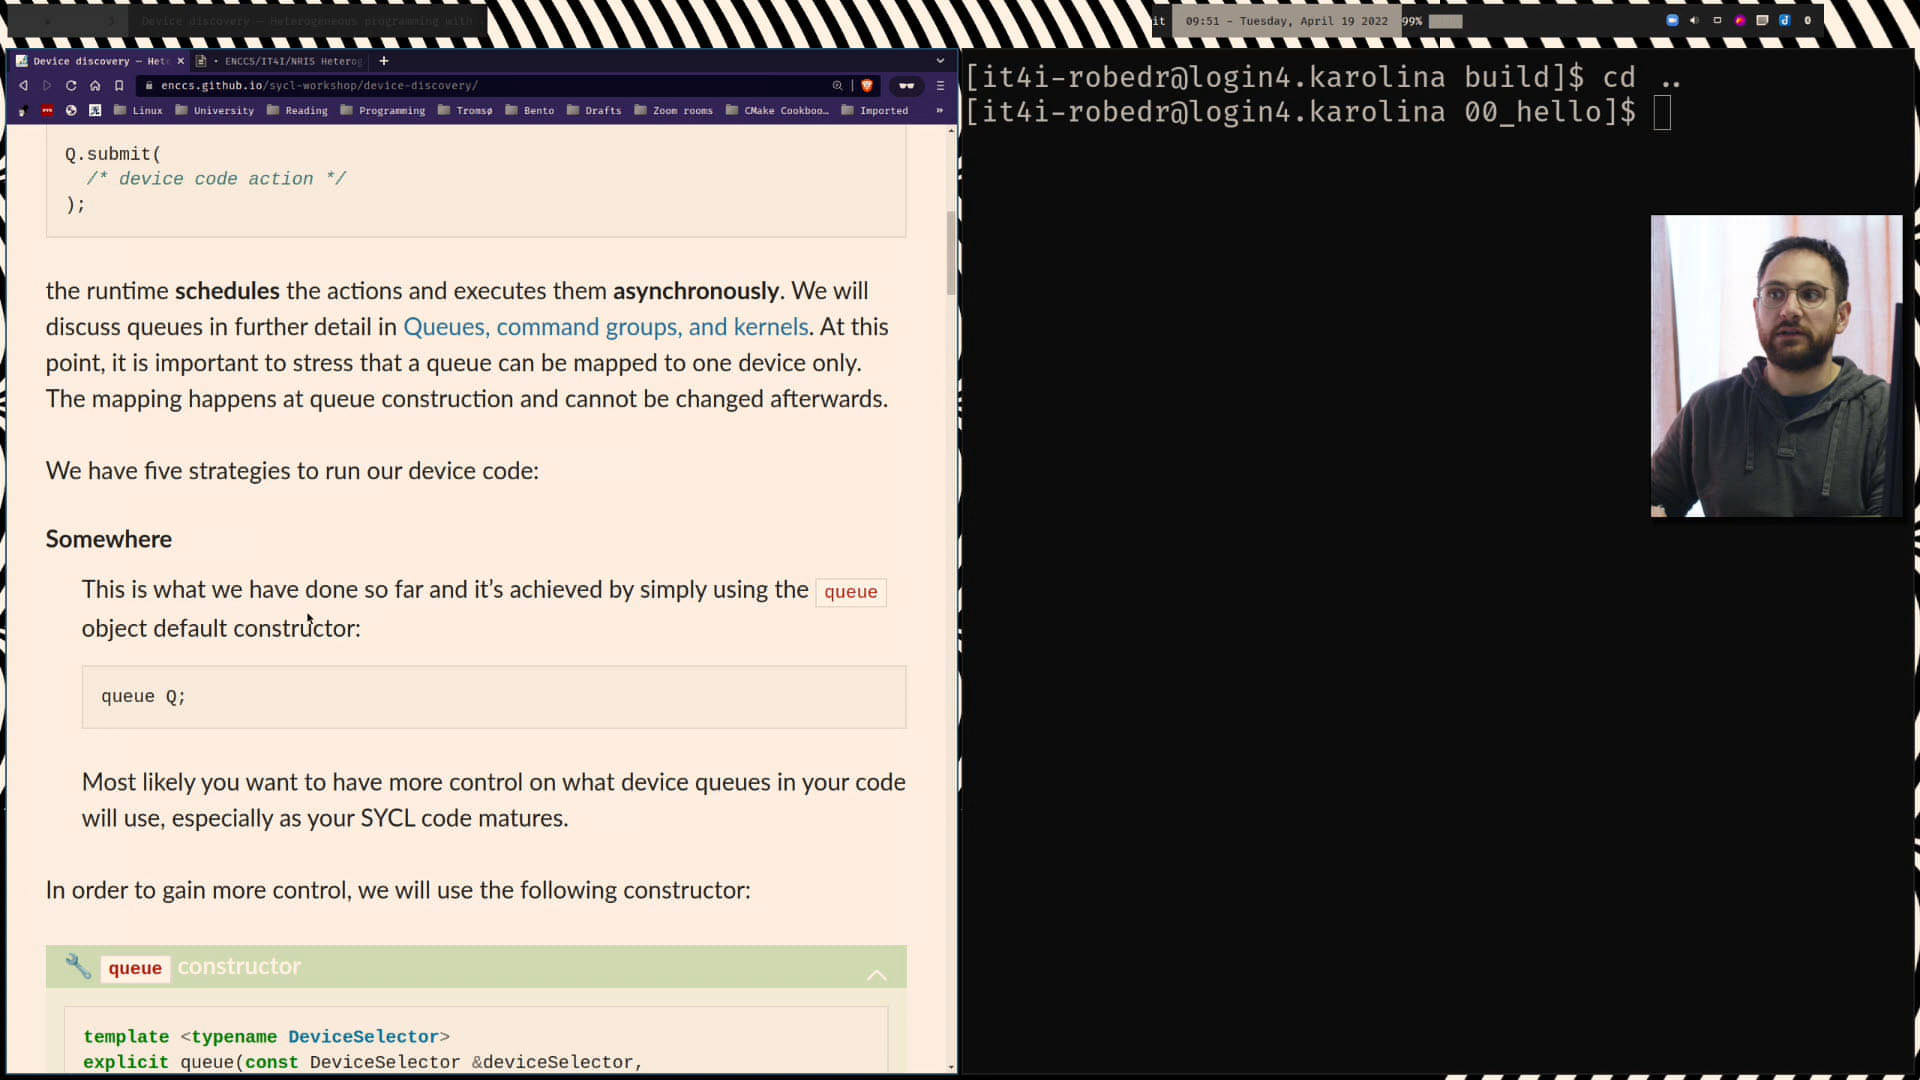 Device discovery — Heterogeneous programming with
it
09:51 - Tuesday, April 19 2022
99%
Device discovery — Hete
ENCCS/IT4I/NRIS Heterog
enccs.github.io/sycl-workshop/device-discovery/
Linux
University
Reading
Programming
Tromsø
Bento
Drafts
Zoom rooms
CMake Cookboo…
Imported
»
Q.submit(
/* device code action */
);
the runtime schedules the actions and executes them asynchronously. We will
discuss queues in further detail in Queues, command groups, and kernels. At this
point, it is important to stress that a queue can be mapped to one device only.
The mapping happens at queue construction and cannot be changed afterwards.
We have five strategies to run our device code:
Somewhere
This is what we have done so far and it's achieved by simply using the queue
object default constructor:
queue Q;
Most likely you want to have more control on what device queues in your code
will use, especially as your SYCL code matures.
In order to gain more control, we will use the following constructor:
queue constructor
template <typename DeviceSelector>
explicit queue(const DeviceSelector &deviceSelector,
[it4i-robedr@login4.karolina build]$ cd ..
[it4i-robedr@login4.karolina 00_hello]$